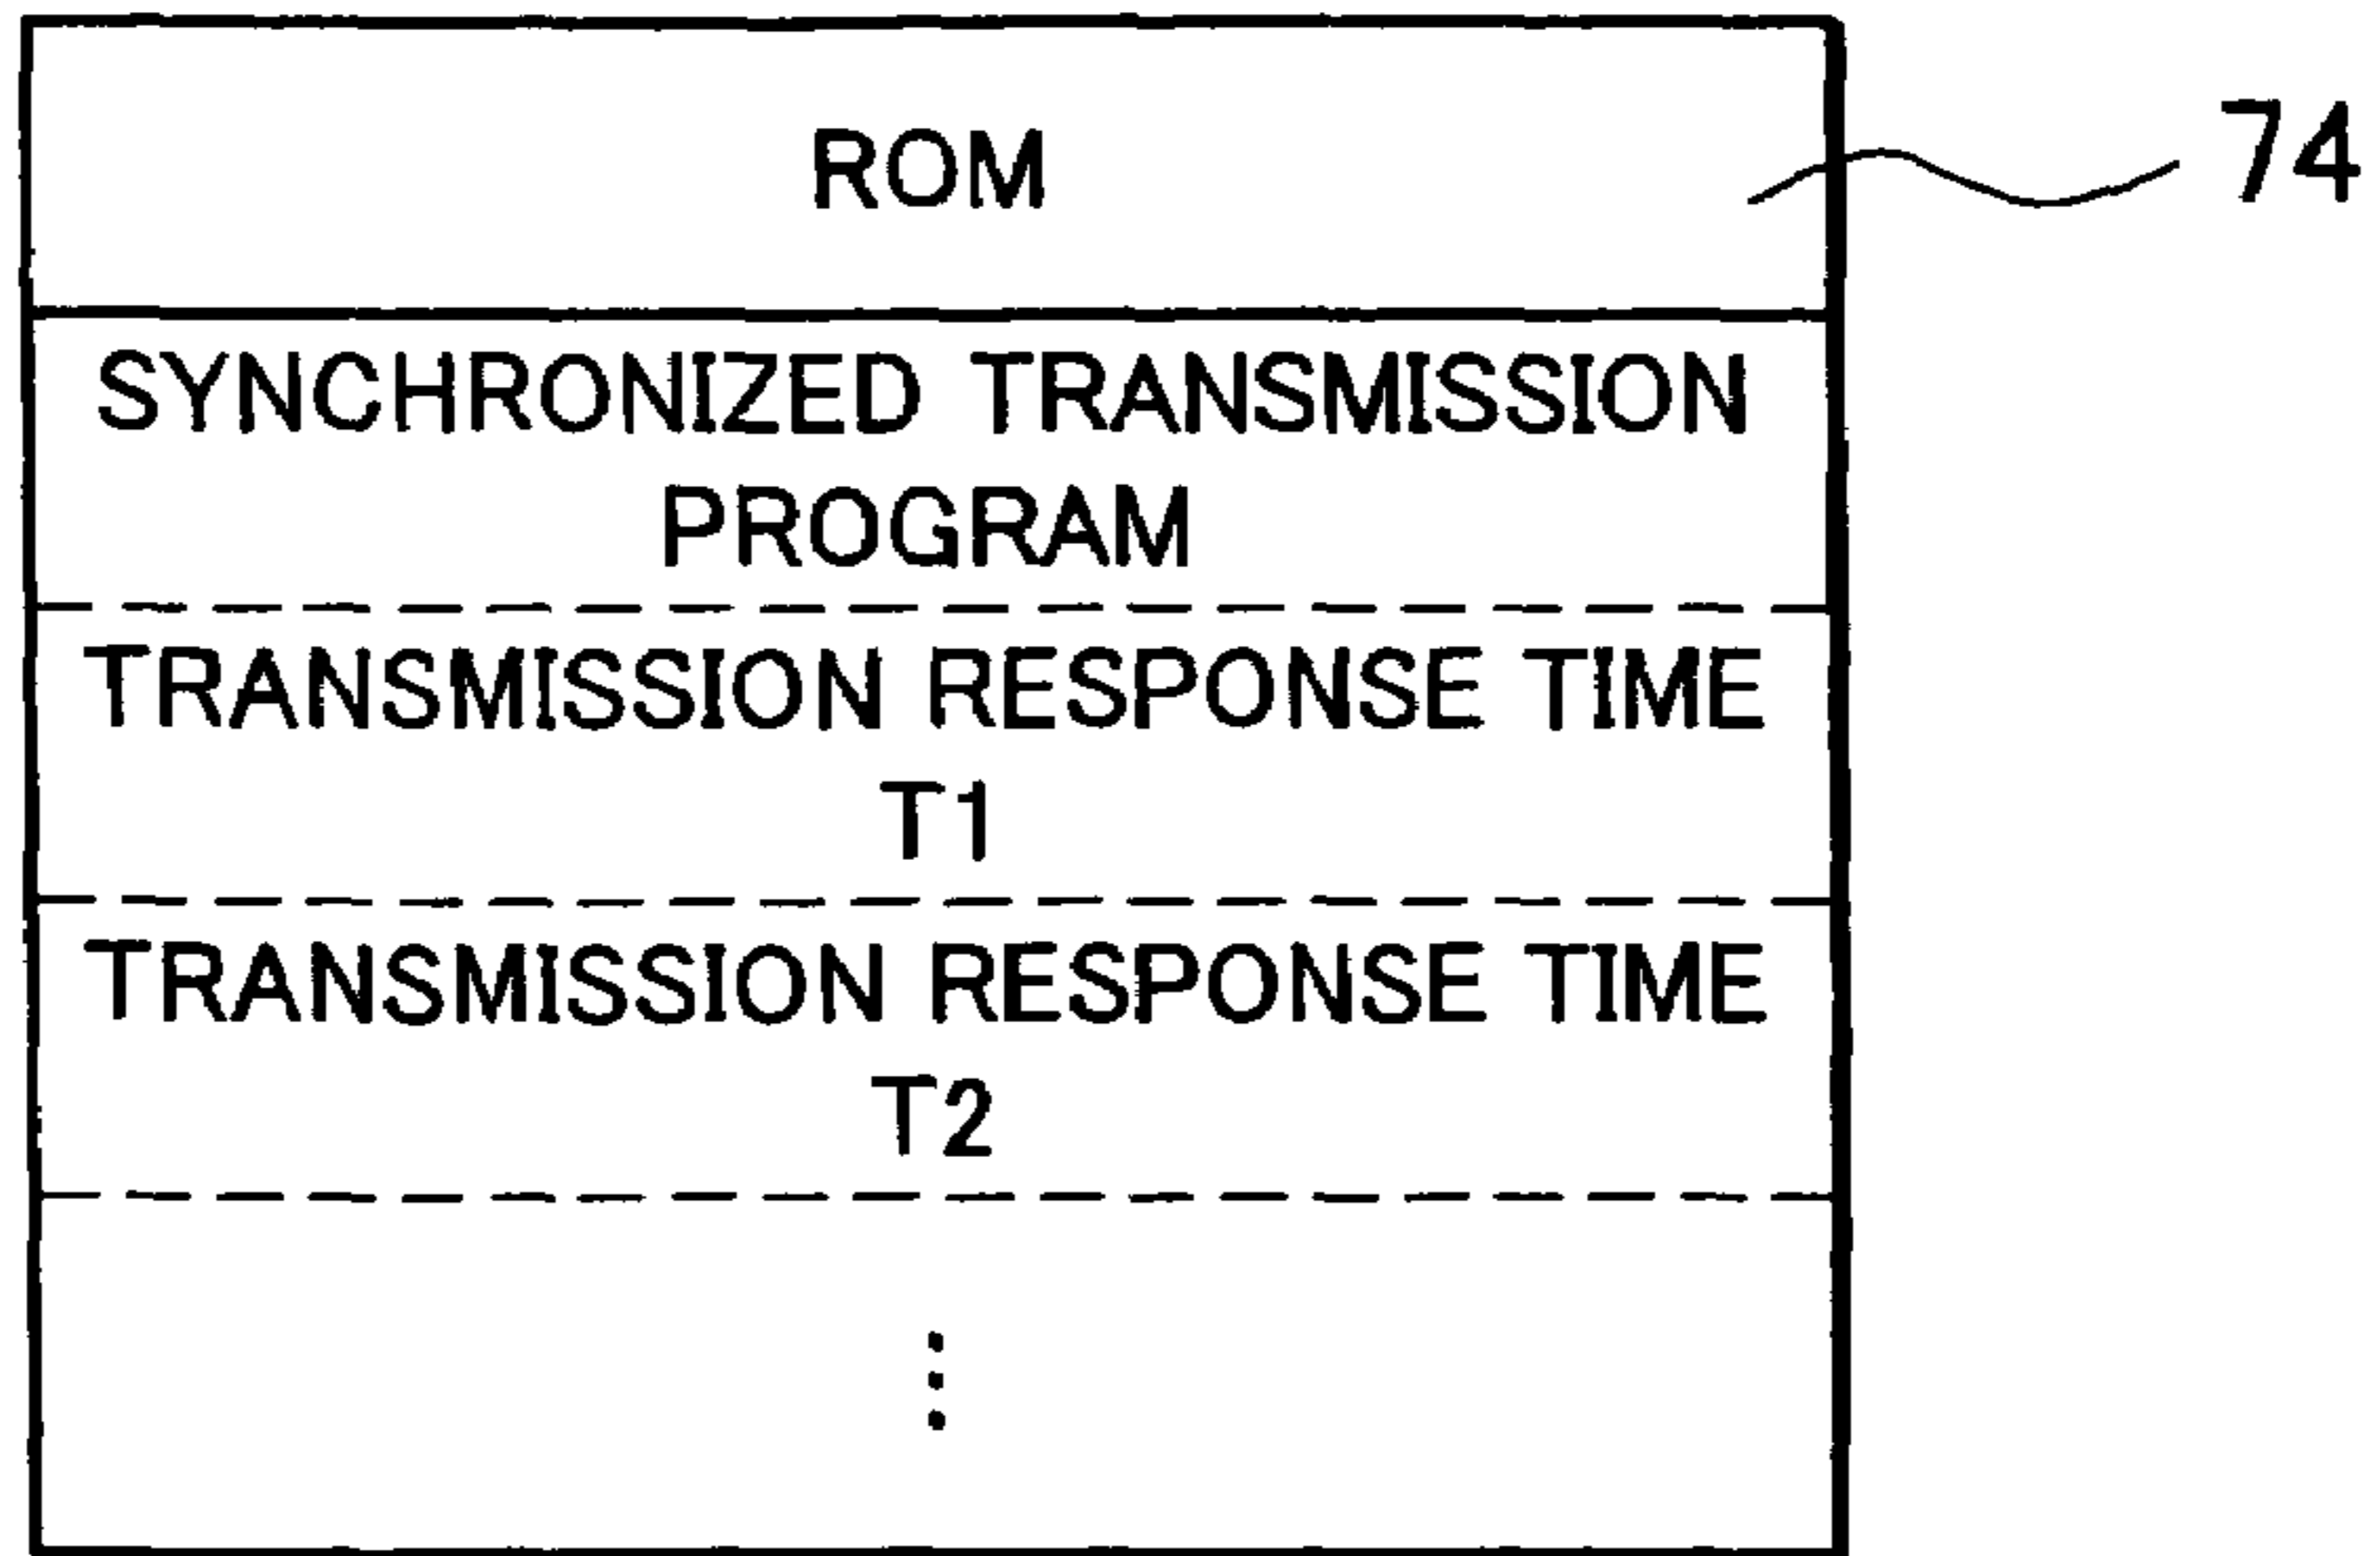 ROM
74
SYNCHRONIZED TRANSMISSION
PROGRAM
TRANSMISSION RESPONSE TIME
T1
TRANSMISSION RESPONSE TIME
T2
⋮